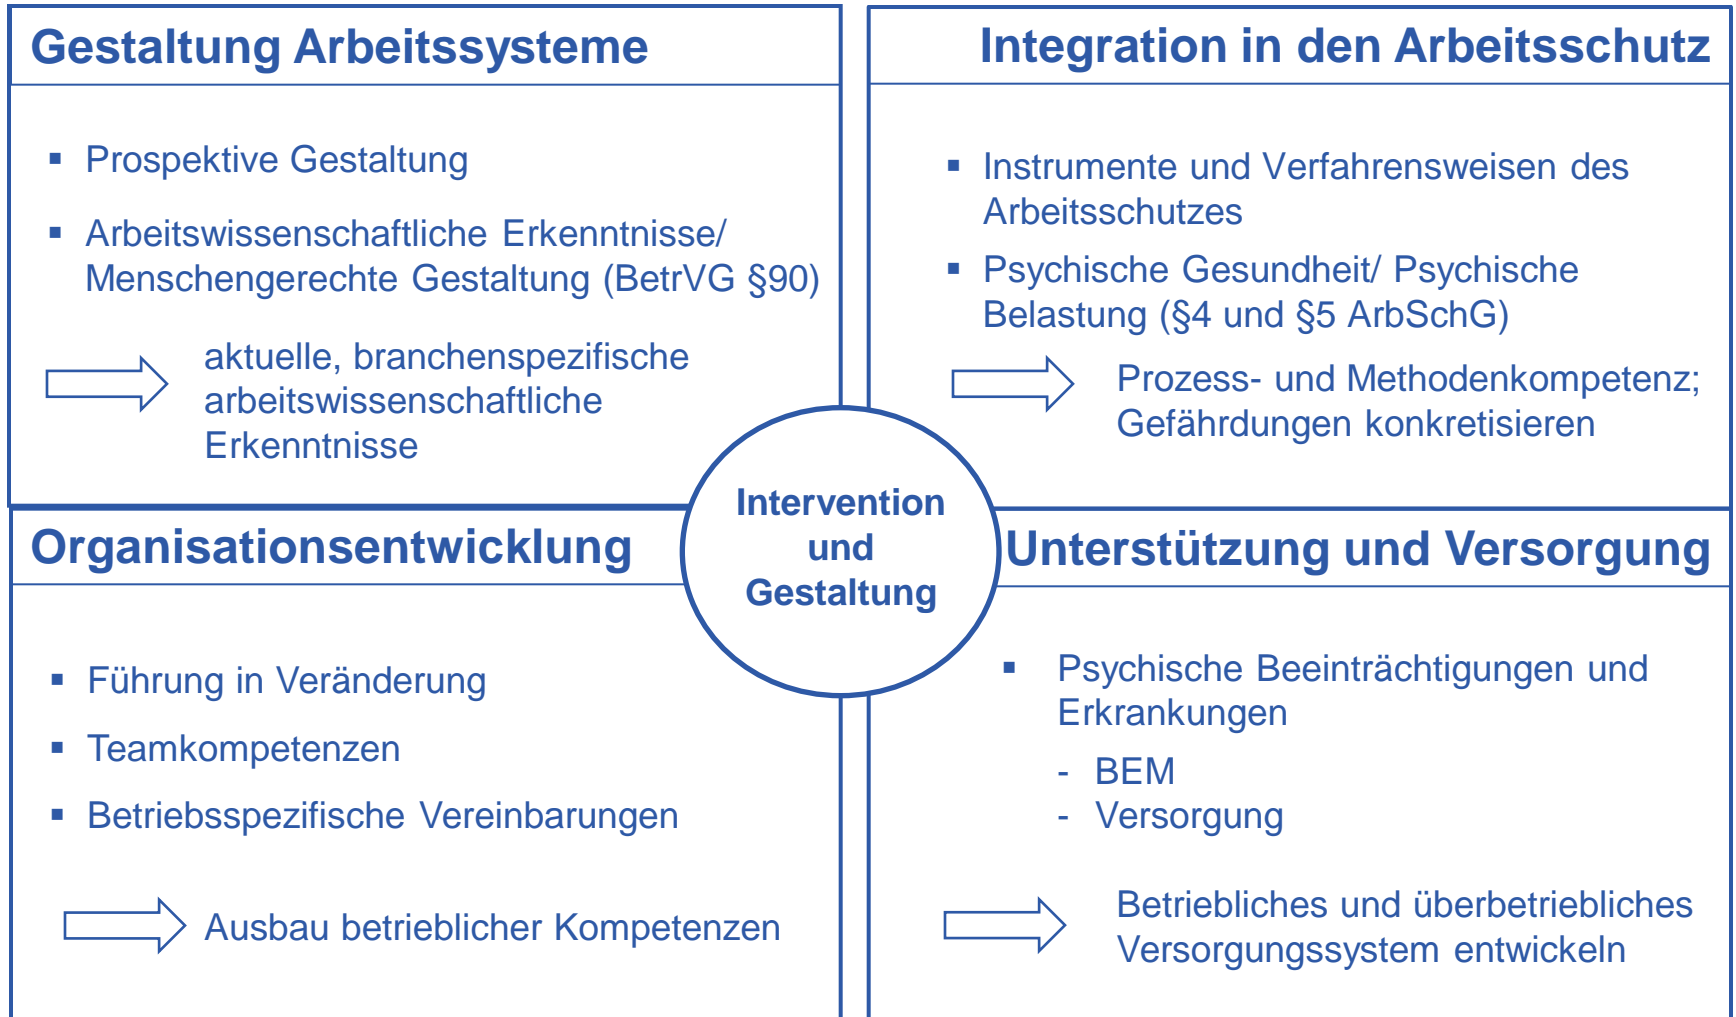 Gestaltung Arbeitssysteme
▪ Prospektive Gestaltung
▪ Arbeitswissenschaftliche Erkenntnisse/
Menschengerechte Gestaltung (BetrVG §90)
aktuelle, branchenspezifische
arbeitswissenschaftliche
Erkenntnisse
Integration in den Arbeitsschutz
▪ Instrumente und Verfahrensweisen des
Arbeitsschutzes
▪ Psychische Gesundheit/ Psychische
Belastung (§4 und §5 ArbSchG)
Prozess- und Methodenkompetenz;
Gefährdungen konkretisieren
Intervention
und
Gestaltung
Organisationsentwicklung
▪ Führung in Veränderung
▪ Teamkompetenzen
▪ Betriebsspezifische Vereinbarungen
Ausbau betrieblicher Kompetenzen
Unterstützung und Versorgung
▪ Psychische Beeinträchtigungen und
Erkrankungen
- BEM
- Versorgung
Betriebliches und überbetriebliches
Versorgungssystem entwickeln